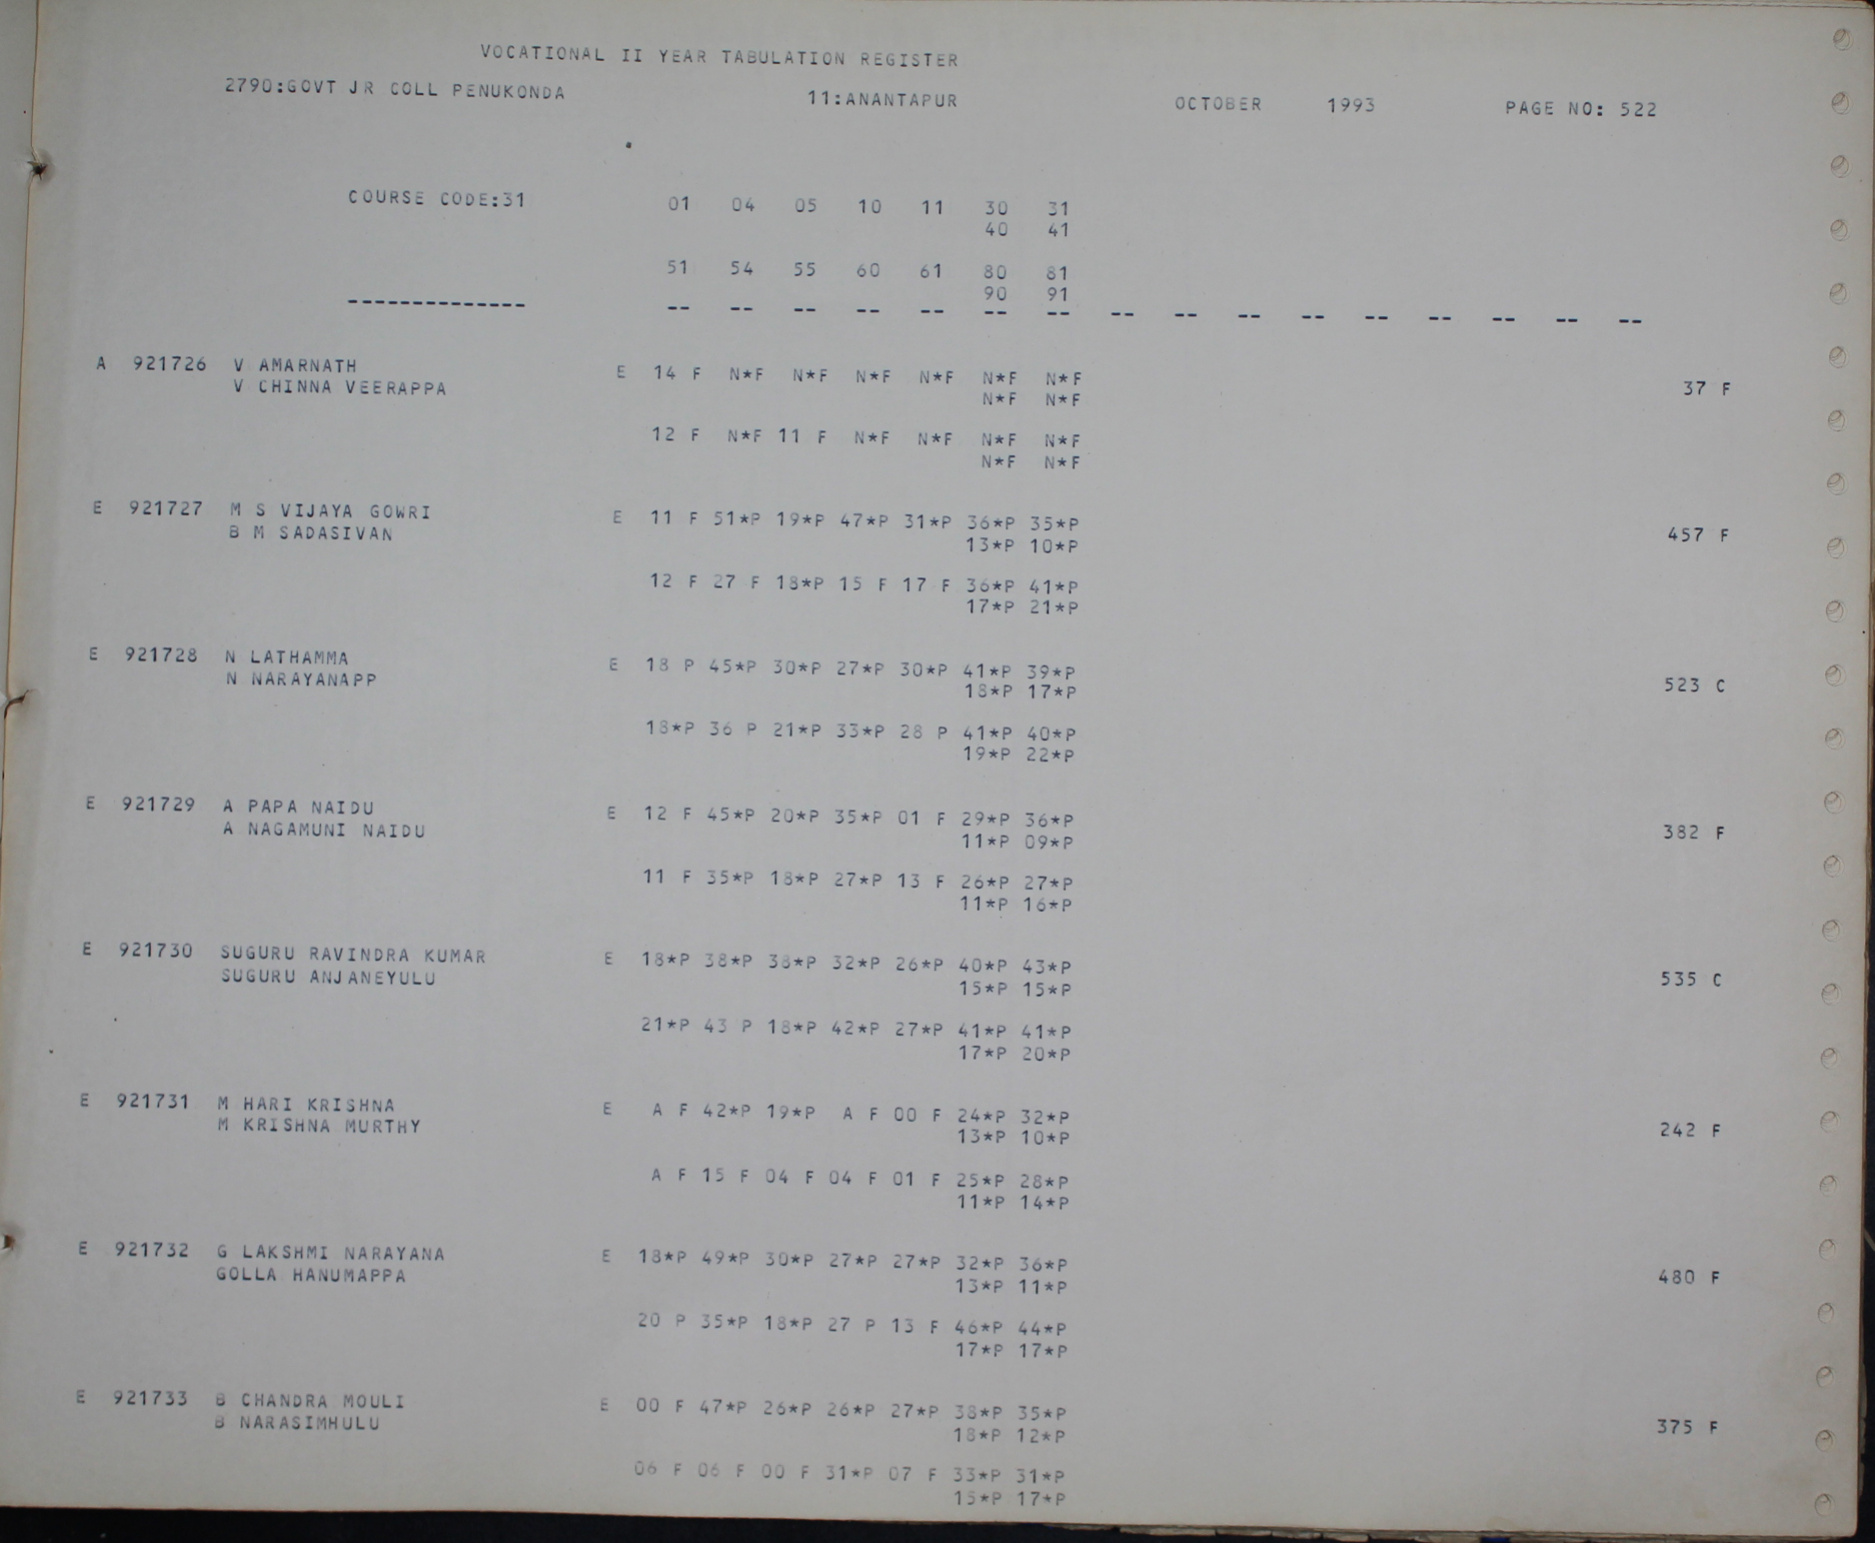 VOCATIONAL II YEAR TABULATION REGISTER
2790:GOVT JR COLL PENUKONDA 11:ANANTAPUR OCTOBER 1993 PAGE NO: 522
COURSE CODE:31 01 04 05 10 11 30 31
40 41
51 54 55 60 61 80 81
90 91
-------------- -- -- -- -- -- -- -- -- -- -- -- -- -- -- -- --
A 921726 V AMARNATH E 14 F N*F N*F N*F N*F N*F N*F
V CHINNA VEERAPPA N*F N*F 37 F
12 F N*F 11 F N*F N*F N*F N*F
N*F N*F
E 921727 M S VIJAYA GOWRI E 11 F 51*P 19*P 47*P 31*P 36*P 35*P
B M SADASIVAN 13*P 10*P 457 F
12 F 27 F 18*P 15 F 17 F 36*P 41*P
17*P 21*P
E 921728 N LATHAMMA E 18 P 45*P 30*P 27*P 30*P 41*P 39*P
N NARAYANAPP 18*P 17*P 523 C
18*P 36 P 21*P 33*P 28 P 41*P 40*P
19*P 22*P
E 921729 A PAPA NAIDU E 12 F 45*P 20*P 35*P 01 F 29*P 36*P
A NAGAMUNI NAIDU 11*P 09*P 382 F
11 F 35*P 18*P 27*P 13 F 26*P 27*P
11*P 16*P
E 921730 SUGURU RAVINDRA KUMAR E 18*P 38*P 38*P 32*P 26*P 40*P 43*P
SUGURU ANJANEYULU 15*P 15*P 535 C
21*P 43 P 18*P 42*P 27*P 41*P 41*P
17*P 20*P
E 921731 M HARI KRISHNA E A F 42*P 19*P A F 00 F 24*P 32*P
M KRISHNA MURTHY 13*P 10*P 242 F
A F 15 F 04 F 04 F 01 F 25*P 28*P
11*P 14*P
E 921732 G LAKSHMI NARAYANA E 18*P 49*P 30*P 27*P 27*P 32*P 36*P
GOLLA HANUMAPPA 13*P 11*P 480 F
20 P 35*P 18*P 27 P 13 F 46*P 44*P
17*P 17*P
E 921733 B CHANDRA MOULI E 00 F 47*P 26*P 26*P 27*P 38*P 35*P
B NARASIMHULU 18*P 12*P 375 F
06 F 06 F 00 F 31*P 07 F 33*P 31*P
15*P 17*P